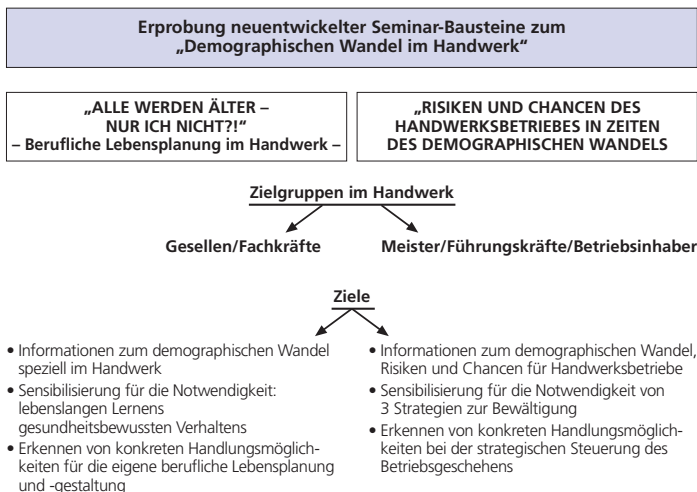 Erprobung neuentwickelter Seminar-Bausteine zum
„Demographischen Wandel im Handwerk“
„ALLE WERDEN ÄLTER –
NUR ICH NICHT?!“
– Berufliche Lebensplanung im Handwerk –
„RISIKEN UND CHANCEN DES
HANDWERKSBETRIEBES IN ZEITEN
DES DEMOGRAPHISCHEN WANDELS
Zielgruppen im Handwerk
Gesellen/Fachkräfte
Meister/Führungskräfte/Betriebsinhaber
Ziele
• Informationen zum demographischen Wandel
speziell im Handwerk
• Sensibilisierung für die Notwendigkeit:
lebenslangen Lernens
gesundheitsbewussten Verhaltens
• Erkennen von konkreten Handlungsmöglich-
keiten für die eigene berufliche Lebensplanung
und -gestaltung
• Informationen zum demographischen Wandel,
Risiken und Chancen für Handwerksbetriebe
• Sensibilisierung für die Notwendigkeit von
3 Strategien zur Bewältigung
• Erkennen von konkreten Handlungsmöglich-
keiten bei der strategischen Steuerung des
Betriebsgeschehens